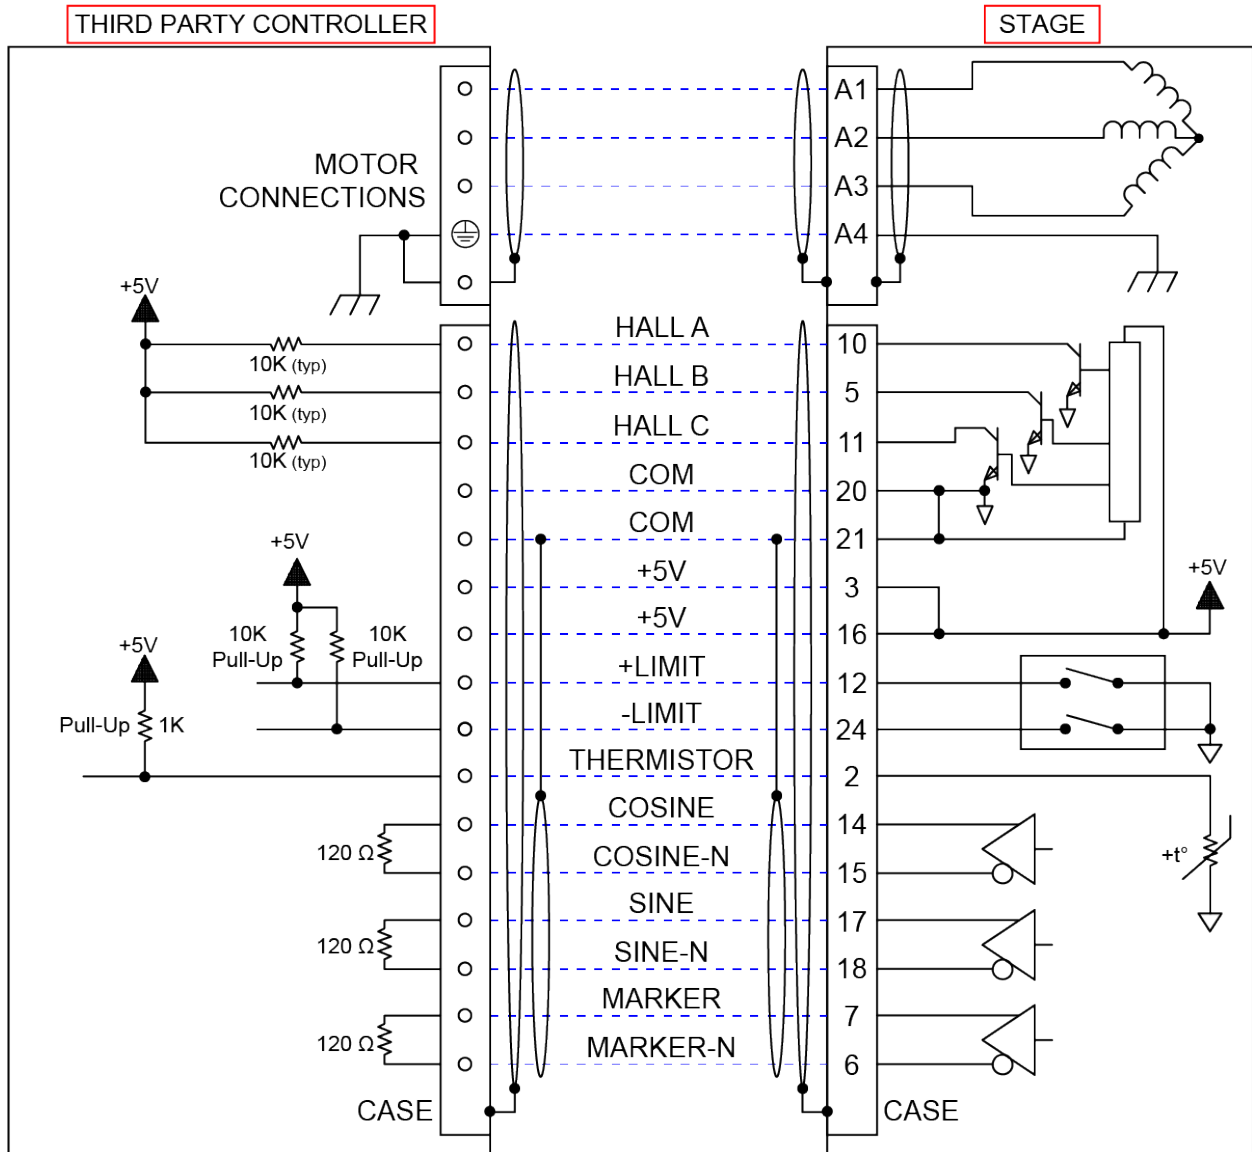 THIRD PARTY CONTROLLER
STAGE
MOTOR
CONNECTIONS
A1
A2
A3
A4
+5V
10K (typ)
10K (typ)
10K (typ)
HALL A
10
HALL B
5
HALL C
11
COM
20
COM
21
+5V
3
+5V
16
+5V
+5V
10K
Pull-Up
10K
Pull-Up
+5V
Pull-Up
1K
+LIMIT
12
-LIMIT
24
THERMISTOR
2
+t°
120 Ω
COSINE
14
COSINE-N
15
120 Ω
SINE
17
SINE-N
18
120 Ω
MARKER
7
MARKER-N
6
CASE
CASE